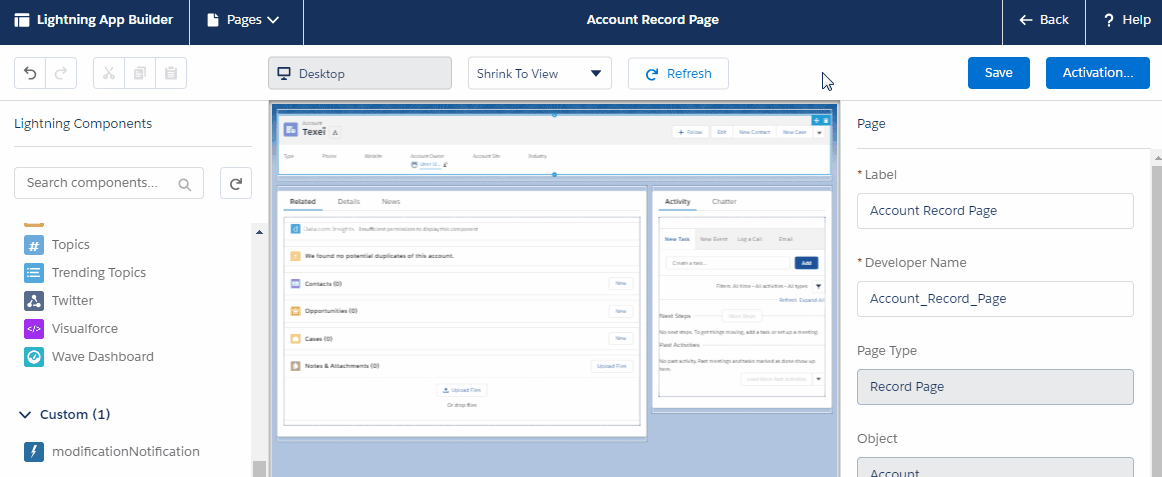 Lightning App Builder
Pages
Account Record Page
Back
? Help
Desktop
Shrink To View
Refresh
Save
Activation...
Lightning Components
Search components...
# Topics
Trending Topics
Twitter
</> Visualforce
Wave Dashboard
Custom (1)
modificationNotification
Account
Texei
+ Follow
Edit
New Contact
New Case
Type
Phone
Website
Account Owner
Account Site
Industry
Related
Details
News
Insufficient permission to display this component
We found no potential duplicates of this account.
Contacts (0)
New
Opportunities (0)
New
Cases (0)
New
Notes & Attachments (0)
Upload Files
Upload Files
Or drop files
Activity
Chatter
New Task
New Event
Log a Call
Email
Create a task...
Add
Filters: All time • All activities • All types
Refresh
Expand All
Next Steps
More Steps
No next steps. To get things moving, add a task or set up a meeting.
Past Activities
No past activity. Past meetings and tasks marked as done show up
here.
Load More Past Activities
Page
* Label
Account Record Page
* Developer Name
Account_Record_Page
Page Type
Record Page
Object
Account